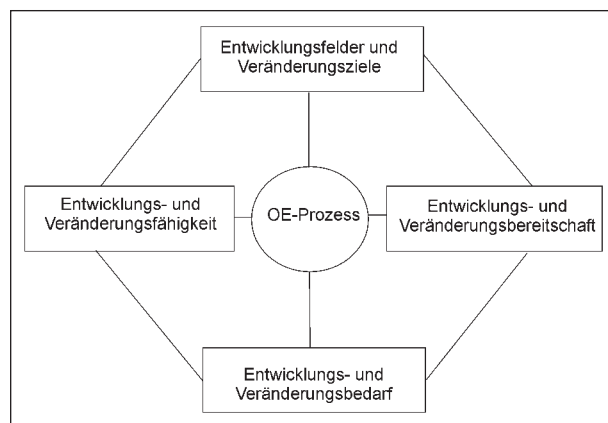 Entwicklungsfelder und
Veränderungsziele
Entwicklungs- und
Veränderungsfähigkeit
OE-Prozess
Entwicklungs- und
Veränderungsbereitschaft
Entwicklungs- und
Veränderungsbedarf